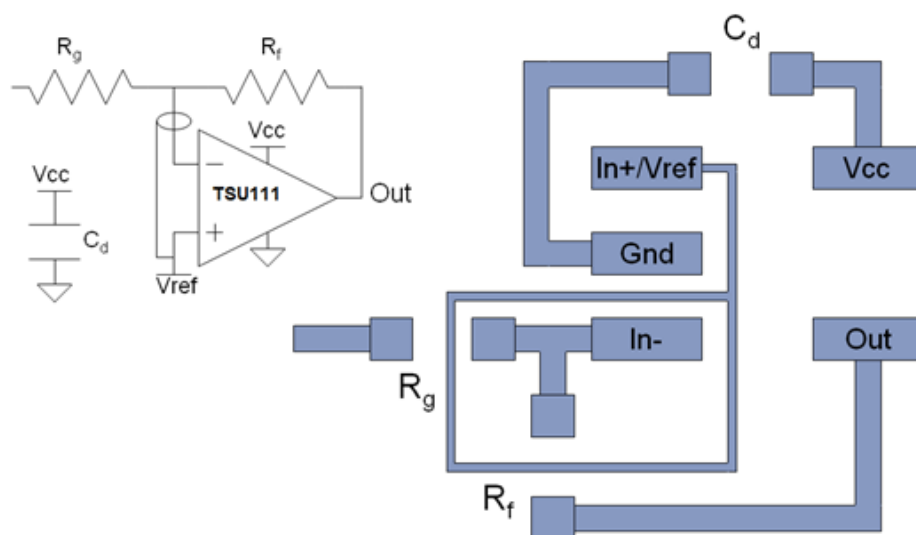 Rg
Rf
Vcc
TSU111
Out
Vcc
Cd
Vref
Cd
In+/Vref
Vcc
Gnd
In-
Out
Rg
Rf